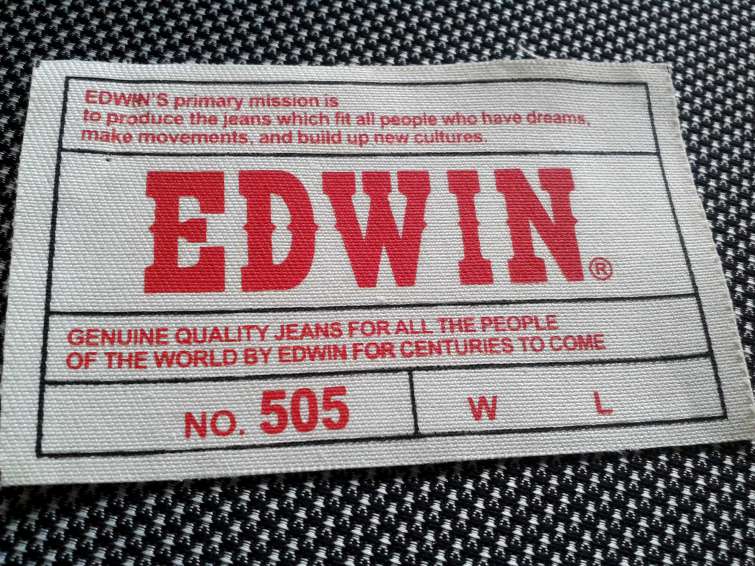 EDWIN'S primary mission is
to produce the jeans which fit all people who have dreams,
make movements, and build up new cultures.
EDWIN®
GENUINE QUALITY JEANS FOR ALL THE PEOPLE
OF THE WORLD BY EDWIN FOR CENTURIES TO COME
NO. 505 W L